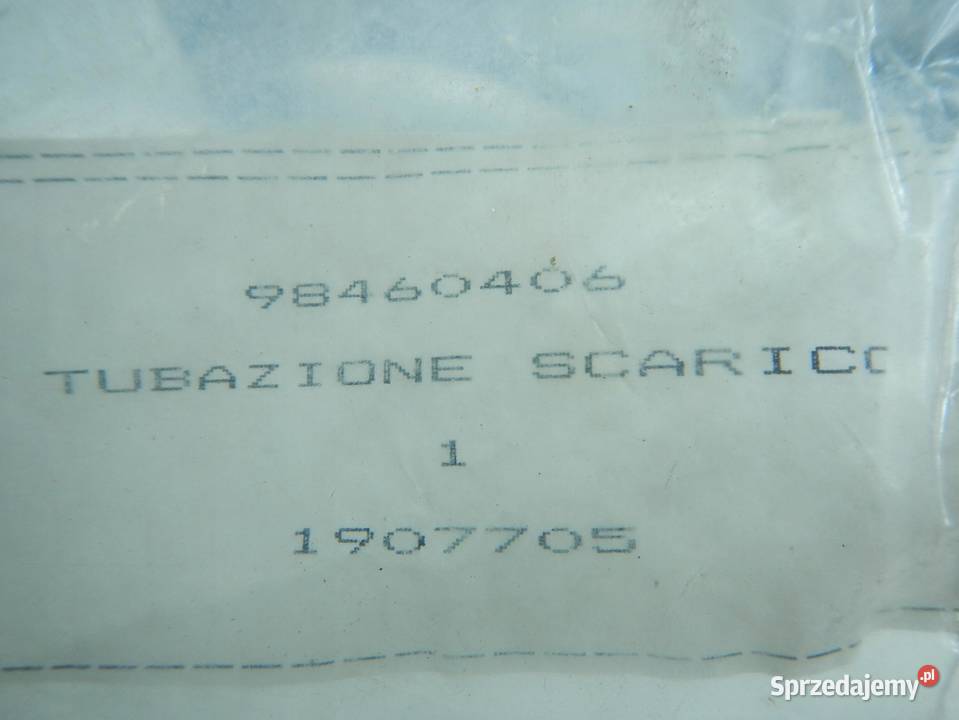 98460406
TUBAZIONE SCARICO
1
1907705
Sprzedajemy.pl